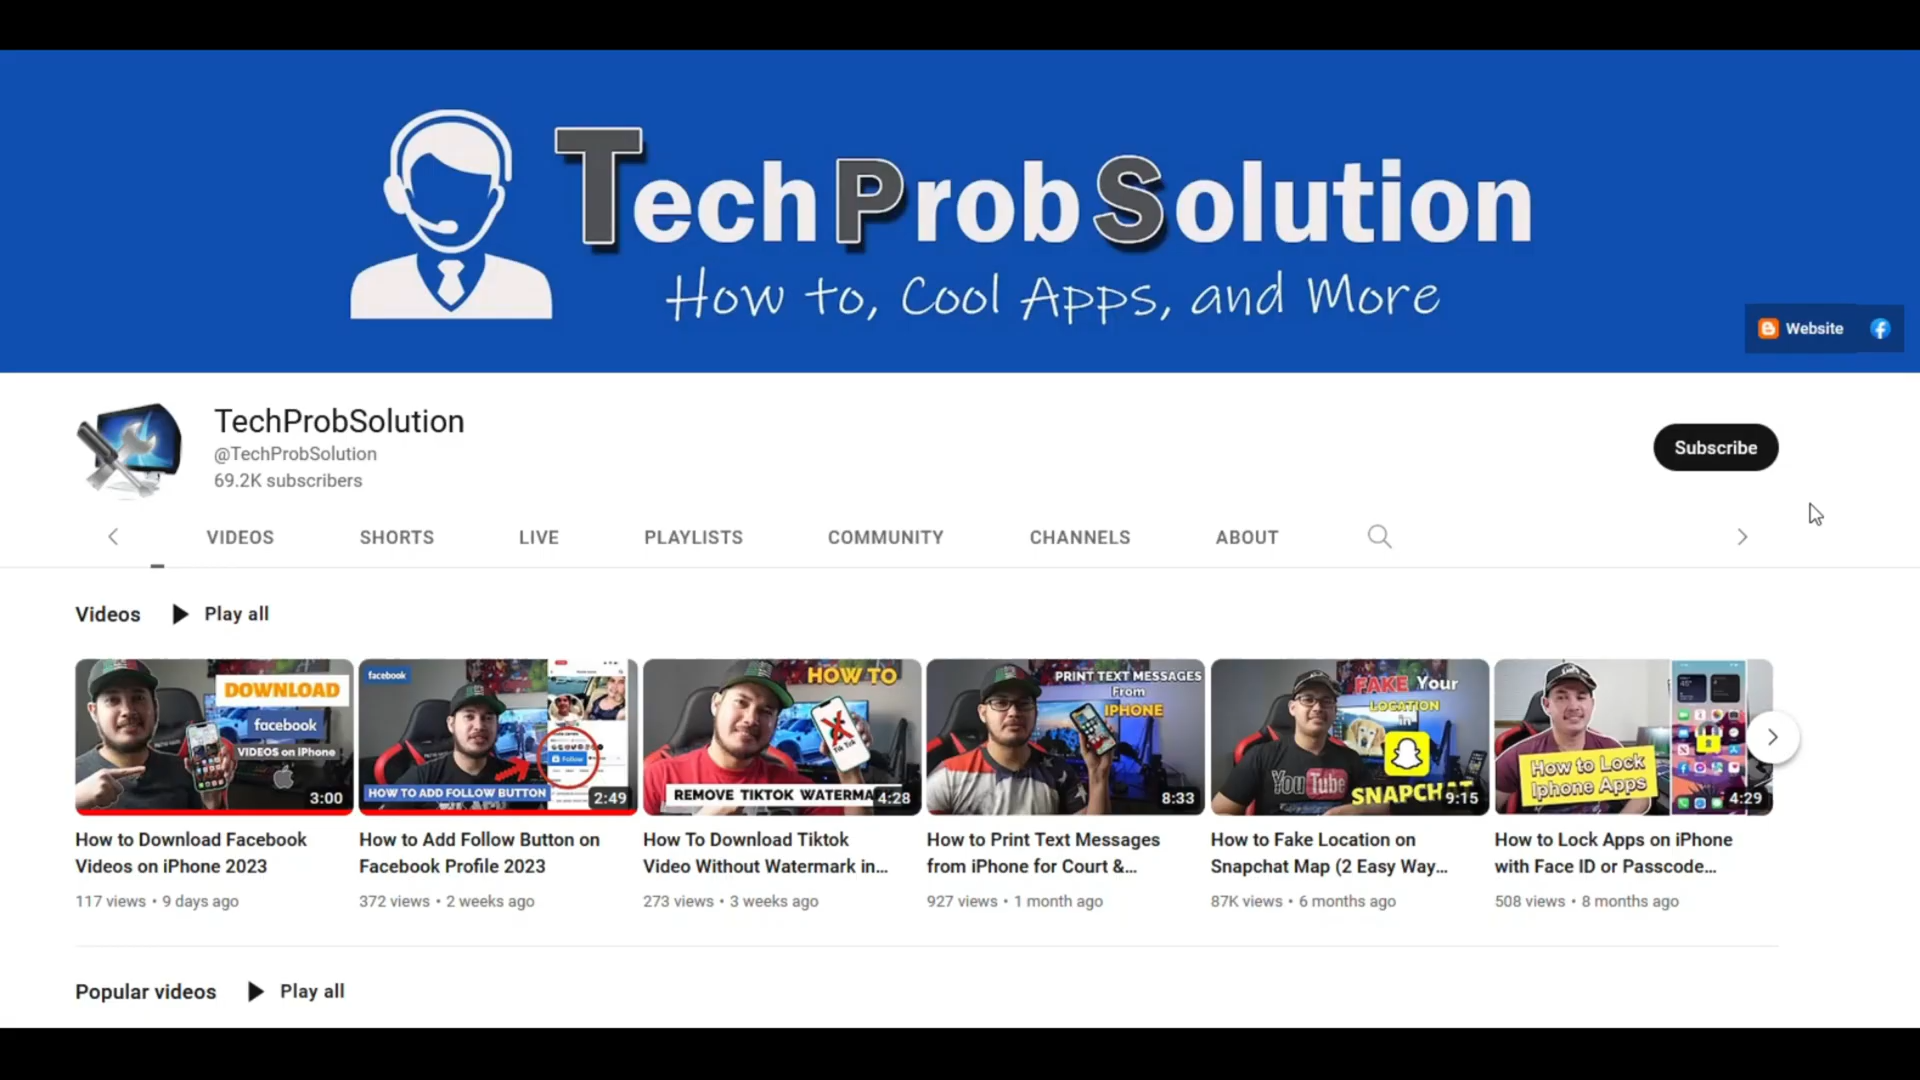 TechProbSolution
How to, Cool Apps, and More
Website
TechProbSolution
@TechProbSolution
69.2K subscribers
Subscribe
VIDEOS
SHORTS
LIVE
PLAYLISTS
COMMUNITY
CHANNELS
ABOUT
Videos
Play all
DOWNLOAD
facebook
VIDEOS on iPhone
3:00
facebook
Follow
HOW TO ADD FOLLOW BUTTON
2:49
HOW TO
Tik Tok
REMOVE TIKTOK WATERMA
4:28
PRINT TEXT MESSAGES
From
IPHONE
8:33
FAKE Your
LOCATION
in
YouTube
SNAPCHAT
9:15
How to Lock
Iphone Apps
4:29
How to Download Facebook
Videos on iPhone 2023
117 views • 9 days ago
How to Add Follow Button on
Facebook Profile 2023
372 views • 2 weeks ago
How To Download Tiktok
Video Without Watermark in...
273 views • 3 weeks ago
How to Print Text Messages
from iPhone for Court &...
927 views • 1 month ago
How to Fake Location on
Snapchat Map (2 Easy Way...
87K views • 6 months ago
How to Lock Apps on iPhone
with Face ID or Passcode...
508 views • 8 months ago
Popular videos
Play all